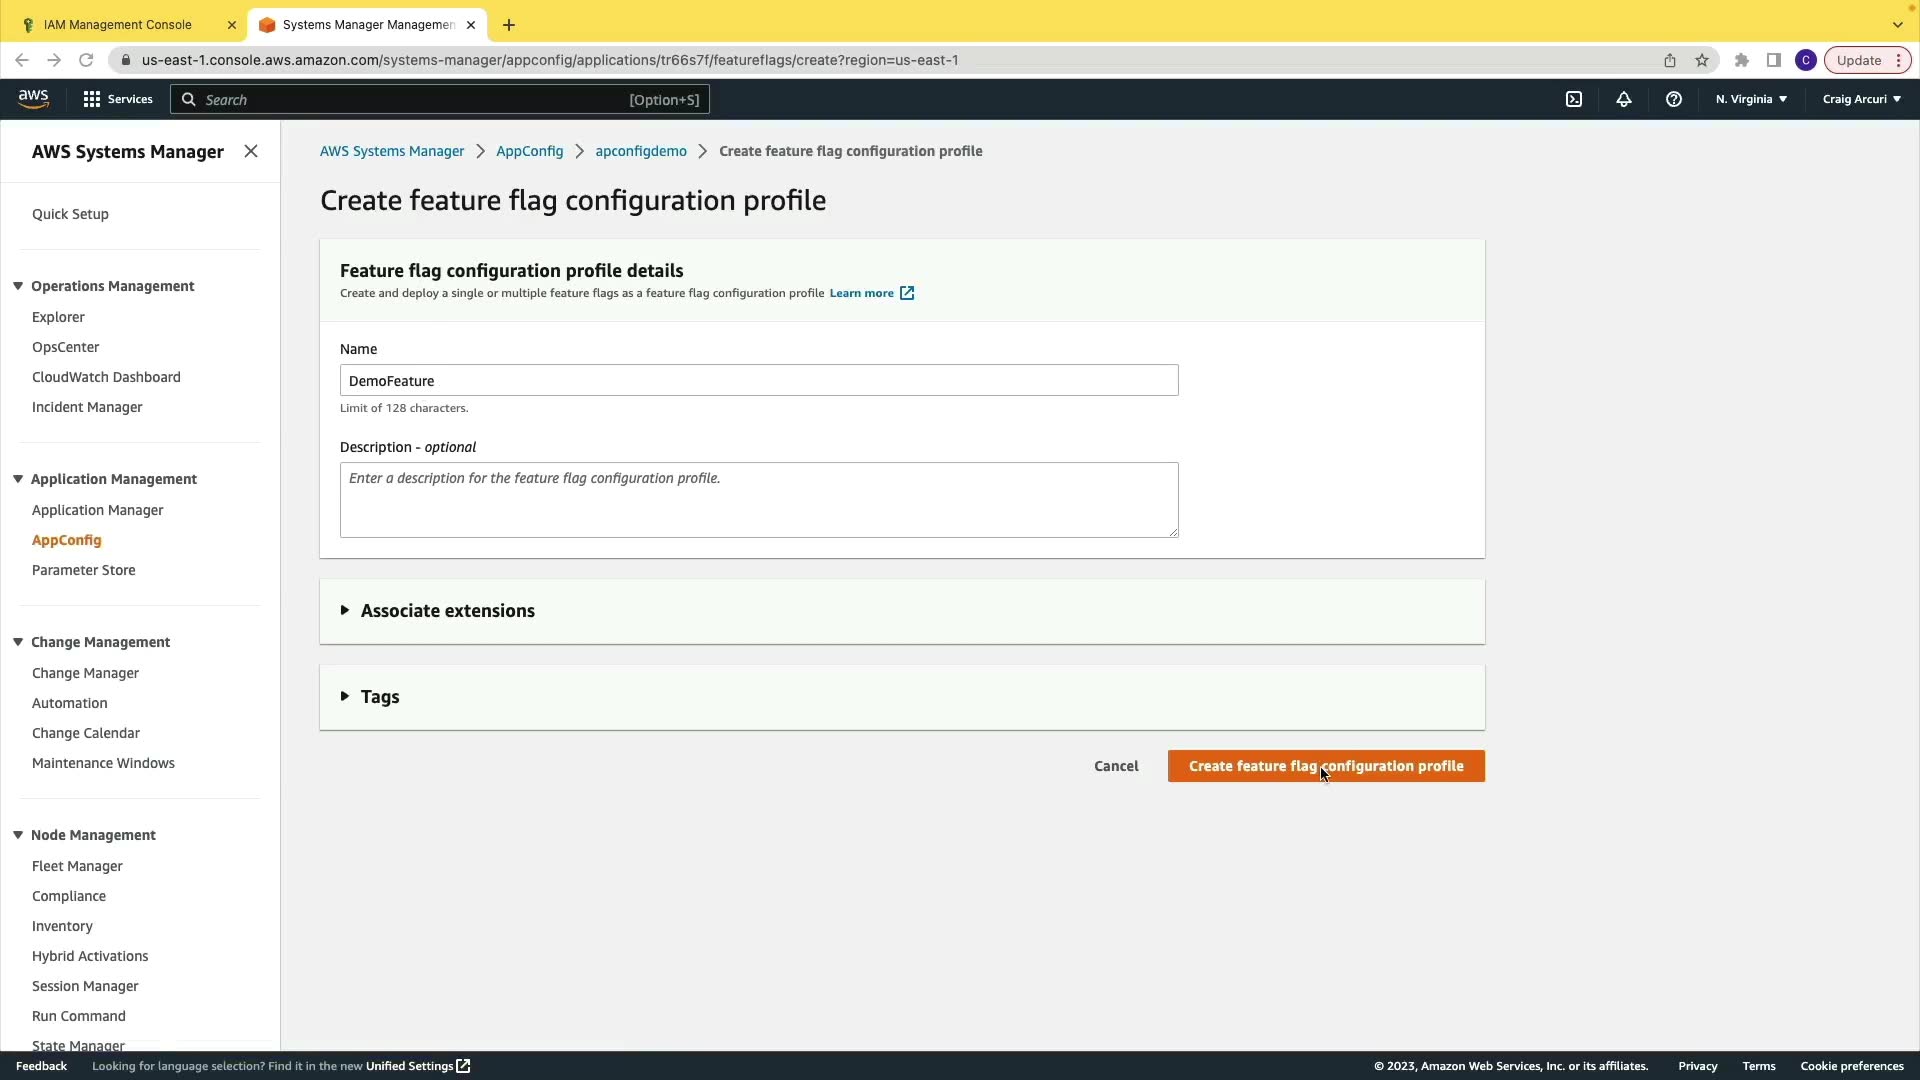 IAM Management Console
Systems Manager Managemen
us-east-1.console.aws.amazon.com/systems-manager/appconfig/applications/tr66s7f/featureflags/create?region=us-east-1
C
Update
aws
Services
Search
[Option+S]
N. Virginia
Craig Arcuri
AWS Systems Manager
Quick Setup
Operations Management
Explorer
OpsCenter
CloudWatch Dashboard
Incident Manager
Application Management
Application Manager
AppConfig
Parameter Store
Change Management
Change Manager
Automation
Change Calendar
Maintenance Windows
Node Management
Fleet Manager
Compliance
Inventory
Hybrid Activations
Session Manager
Run Command
State Manager
AWS Systems Manager > AppConfig > apconfigdemo > Create feature flag configuration profile
Create feature flag configuration profile
Feature flag configuration profile details
Create and deploy a single or multiple feature flags as a feature flag configuration profile Learn more
Name
DemoFeature
Limit of 128 characters.
Description - optional
Enter a description for the feature flag configuration profile.
Associate extensions
Tags
Cancel
Create feature flag configuration profile
Feedback
Looking for language selection? Find it in the new Unified Settings
© 2023, Amazon Web Services, Inc. or its affiliates.
Privacy
Terms
Cookie preferences